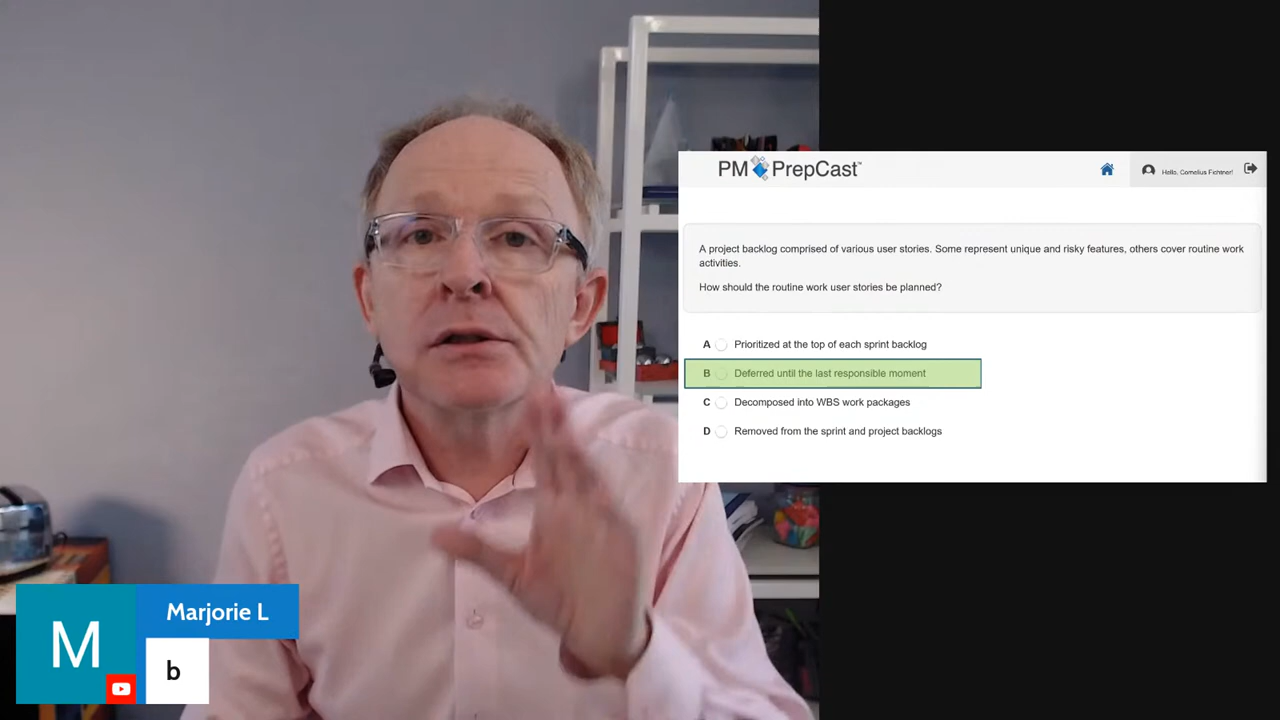 PM PrepCast™
Hello, Cornelius Fichtner!
A project backlog comprised of various user stories. Some represent unique and risky features, others cover routine work
activities.
How should the routine work user stories be planned?
A Prioritized at the top of each sprint backlog
B Deferred until the last responsible moment
C Decomposed into WBS work packages
D Removed from the sprint and project backlogs
M
Marjorie L
b